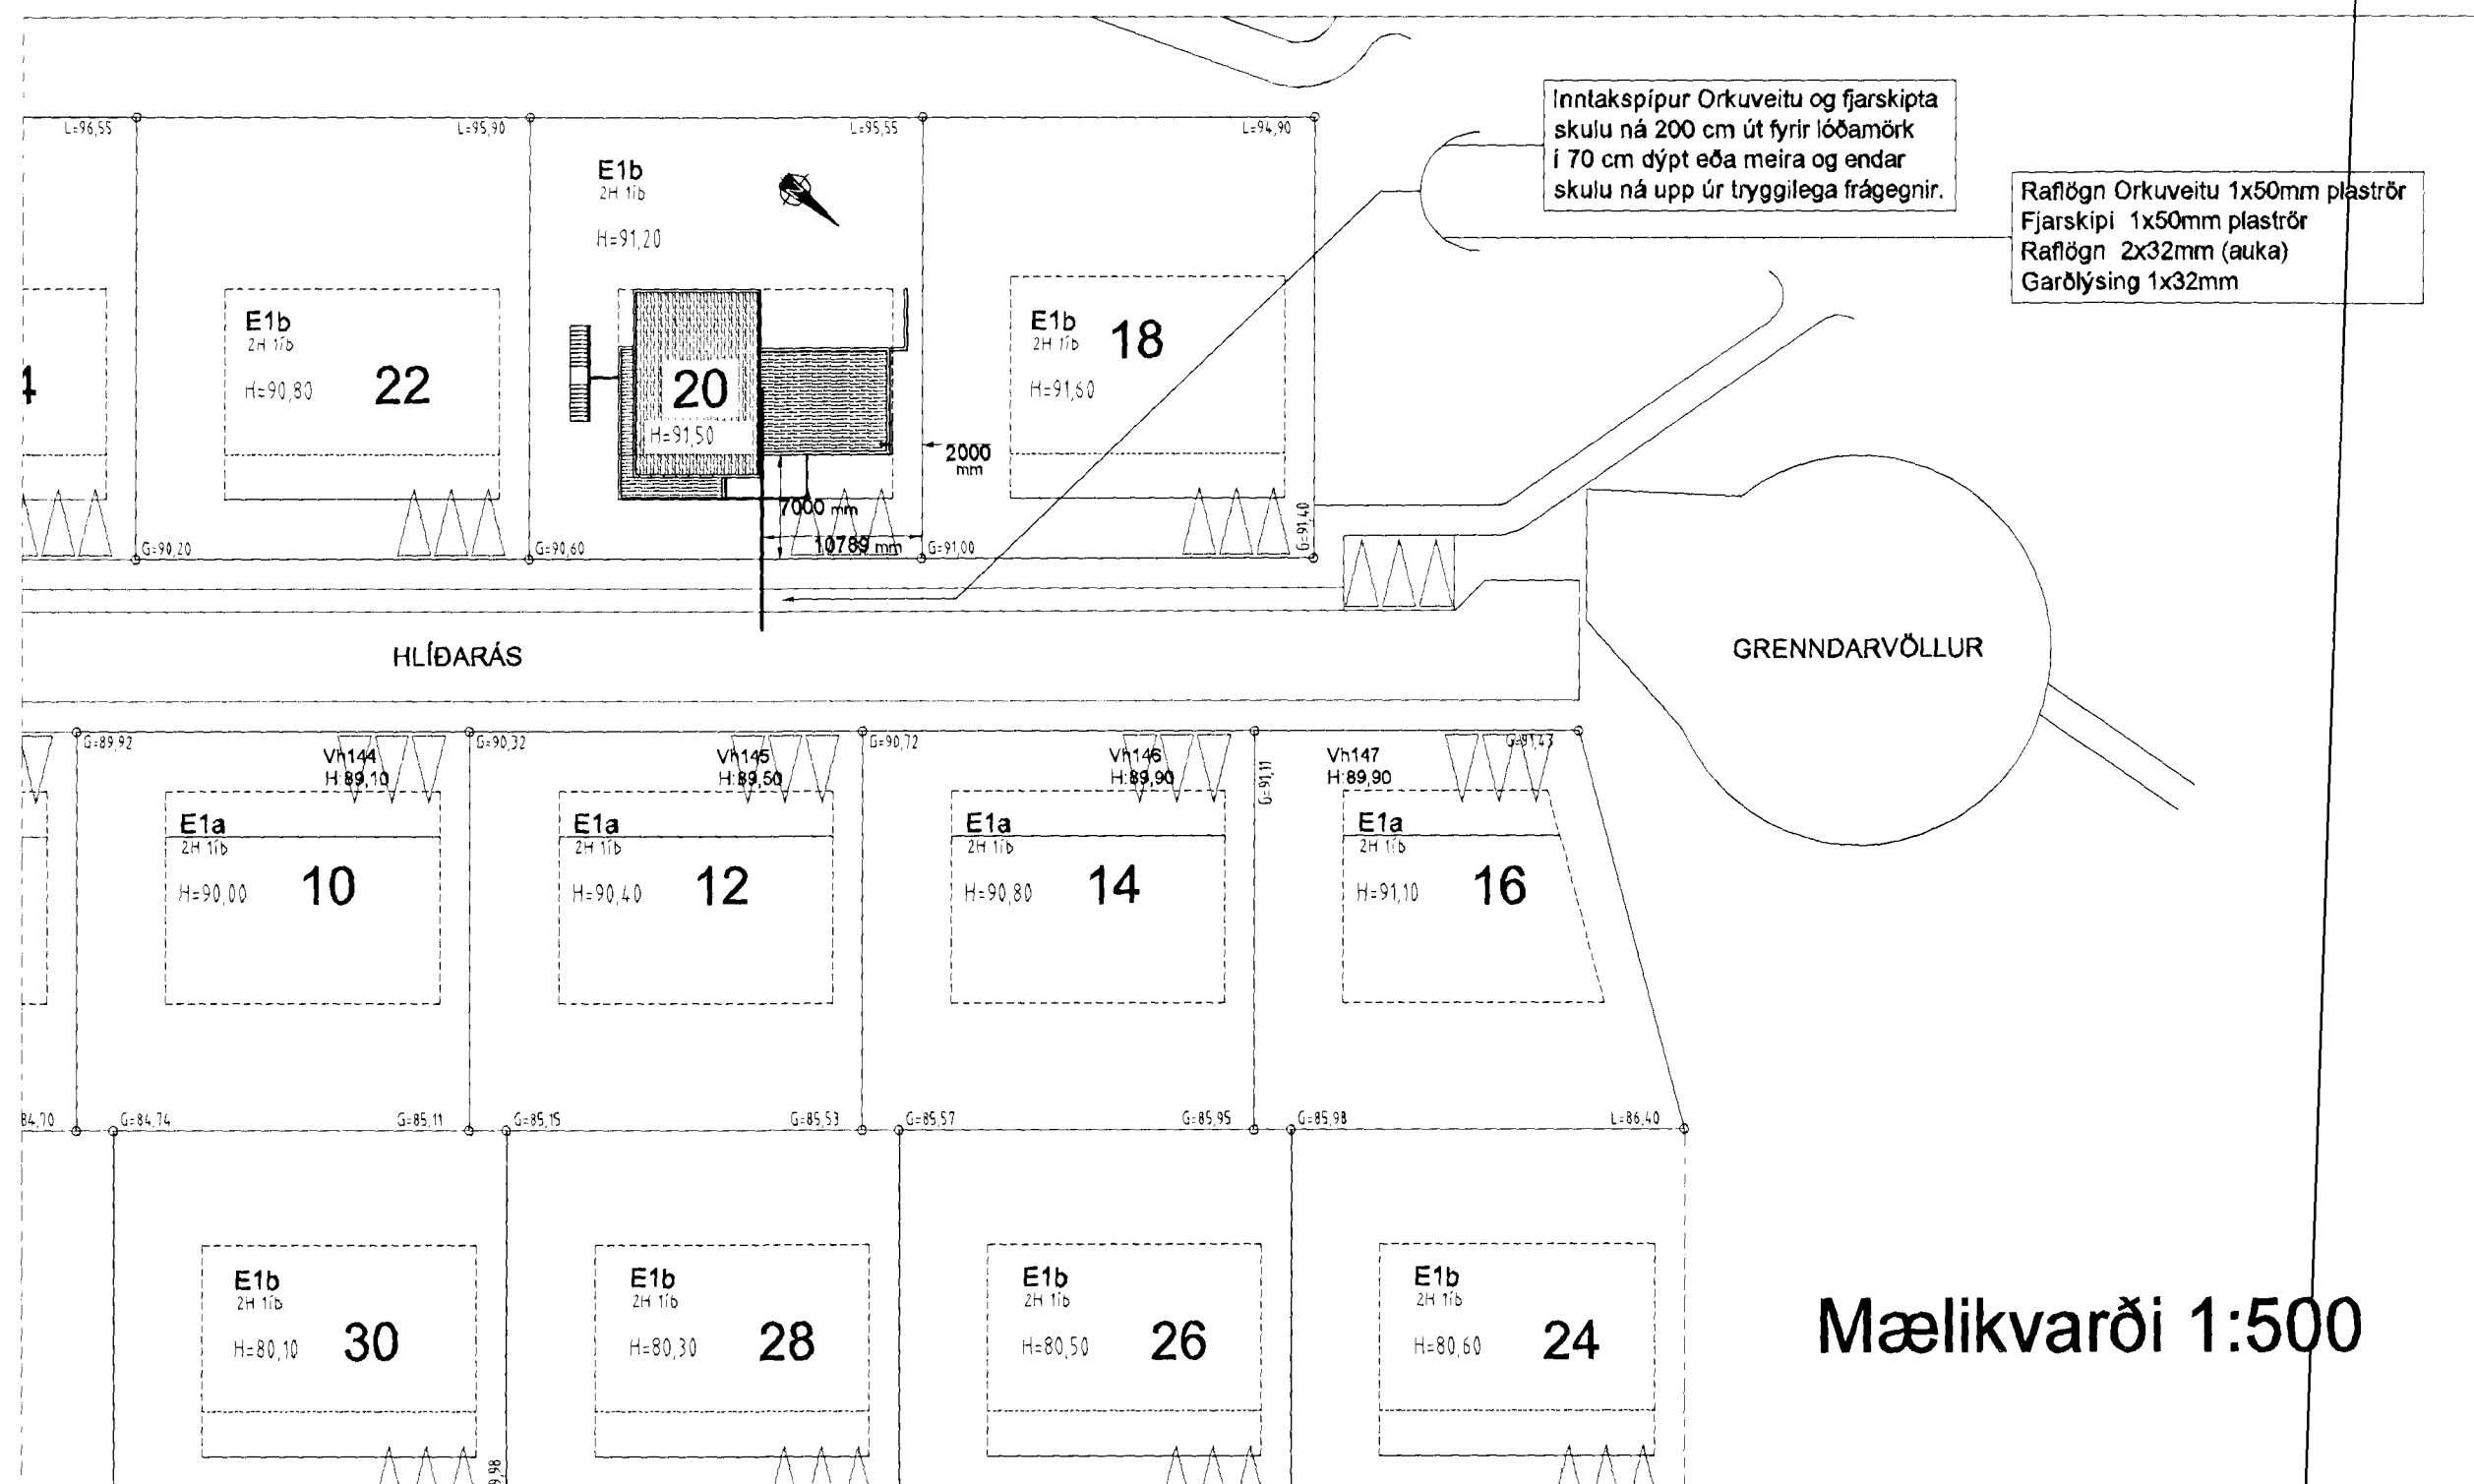 Inntakspípur Orkuveitu og fjarskipta
skulu ná 200 cm út fyrir lóðamörk
í 70 cm dýpt eða meira og endar
skulu ná upp úr tryggilega frágegnir.
Raflögn Orkuveitu 1x50mm plaströr
Fjarskipi 1x50mm plaströr
Raflögn 2x32mm (auka)
Garðlýsing 1x32mm
L=96,55
L=95,90
L=95,55
L=94,90
E1b
2H 1íb
H=91,20
E1b
2H 1íb
H=90,80
22
20
H=91,50
E1b
2H 1íb
18
H=91,60
4
2000
mm
7000 mm
10789 mm
G=90,20
G=90,60
G=91,00
G=91,40
HLÍÐARÁS
GRENNDARVÖLLUR
G=89,92
Vh144
H:89,10
G=90,32
Vh145
H:89,50
G=90,72
Vh146
H:89,90
G=91,11
Vh147
H:89,90
G=91,43
E1a
2H 1íb
H=90,00
10
E1a
2H 1íb
H=90,40
12
E1a
2H 1íb
H=90,80
14
E1a
2H 1íb
H=91,10
16
84,70
G=84,74
G=85,11
G=85,15
G=85,53
G=85,57
G=85,95
G=85,98
L=86,40
E1b
2H 1íb
H=80,10
30
E1b
2H 1íb
H=80,30
28
E1b
2H 1íb
H=80,50
26
E1b
2H 1íb
H=80,60
24
9,98
Mælikvarði 1:500